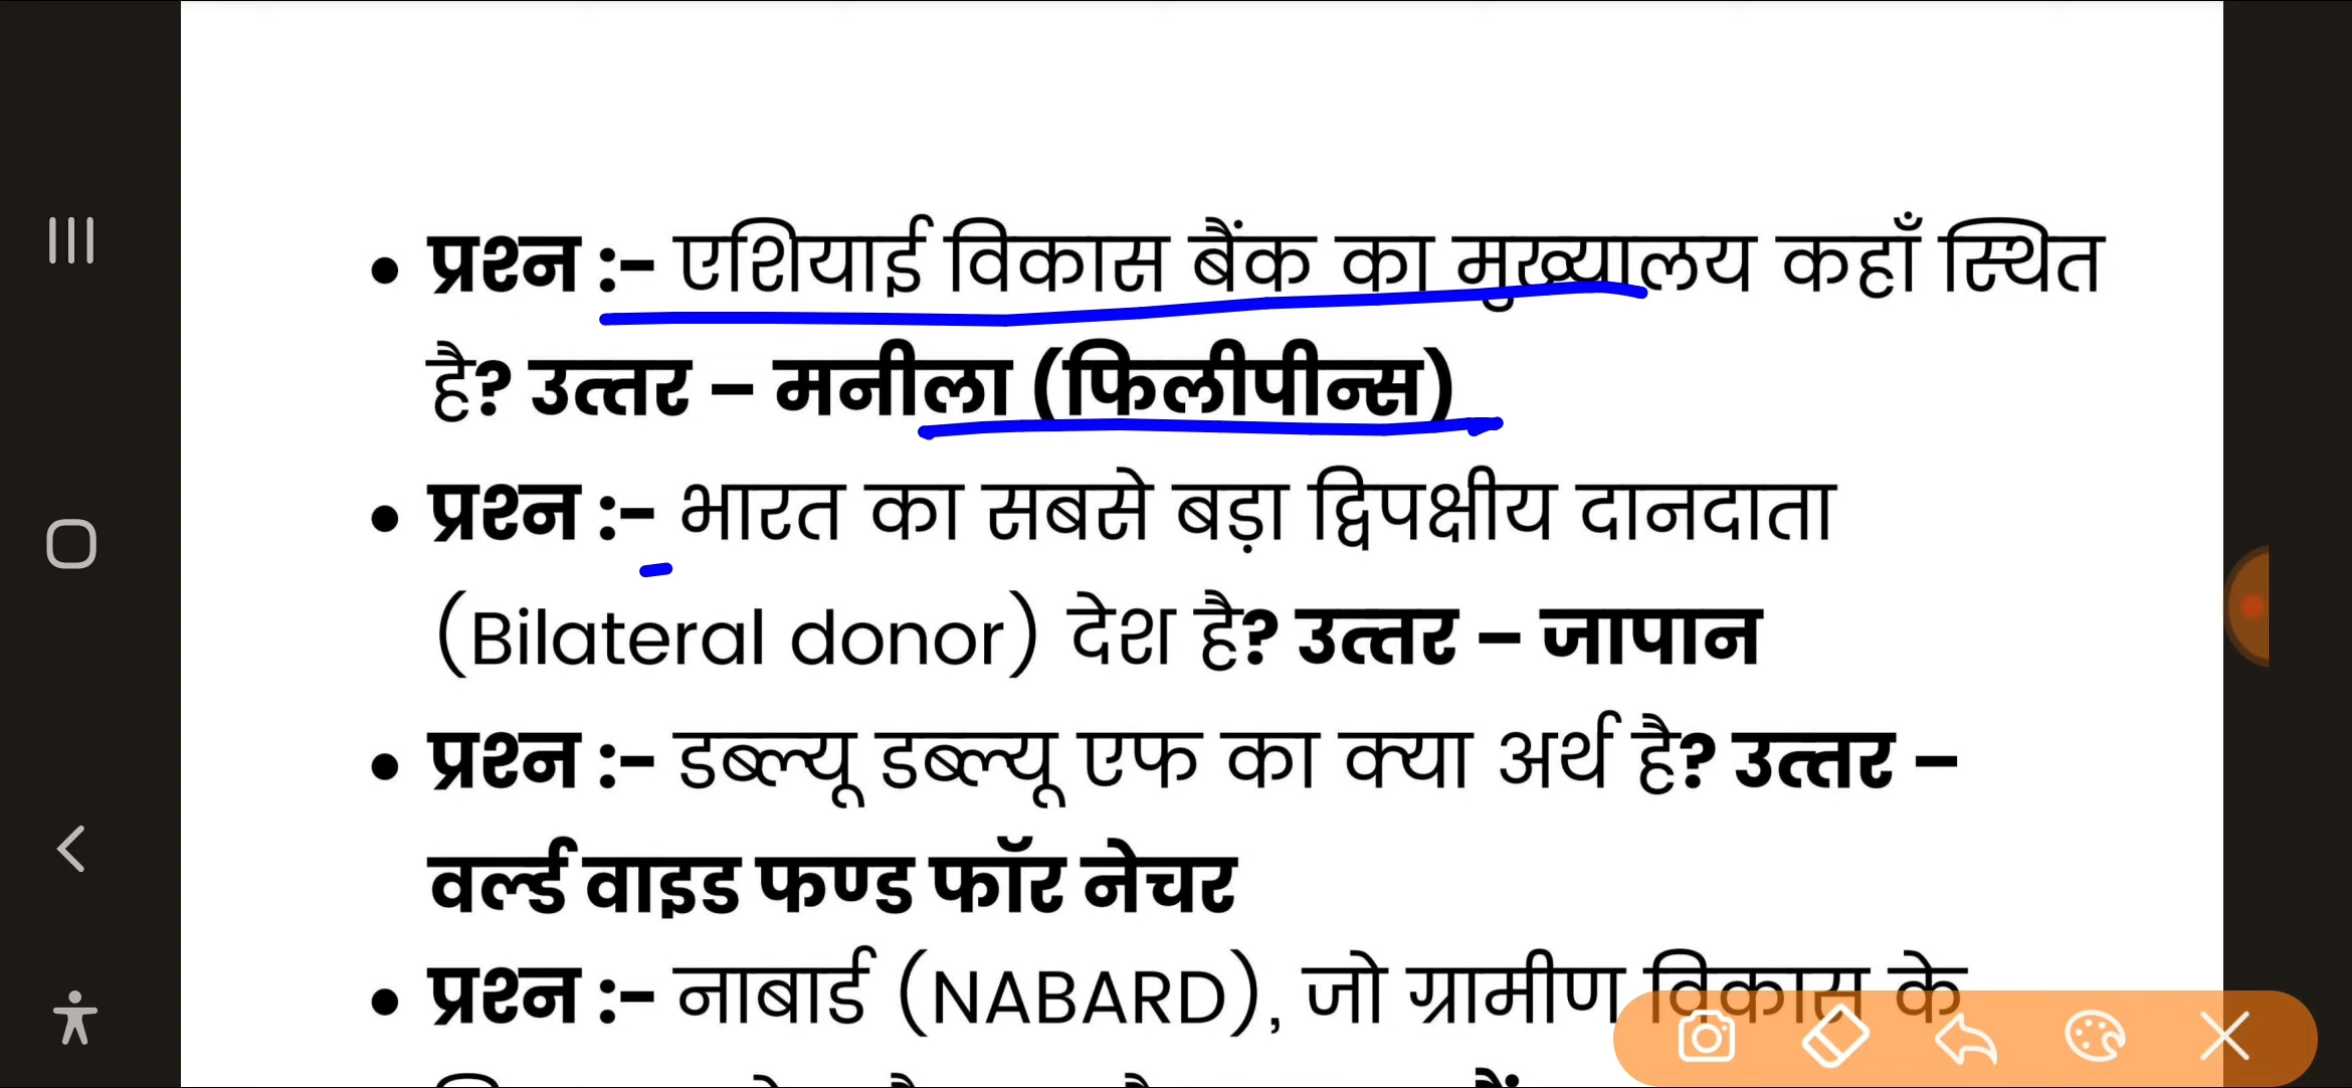 • प्रश्न :- एशियाई विकास बैंक का मुख्यालय कहाँ स्थित
है? उत्तर – मनीला (फिलीपीन्स)
• प्रश्न :- भारत का सबसे बड़ा द्विपक्षीय दानदाता
(Bilateral donor) देश है? उत्तर – जापान
• प्रश्न :- डब्ल्यू डब्ल्यू एफ का क्या अर्थ है? उत्तर –
वर्ल्ड वाइड फण्ड फॉर नेचर
• प्रश्न :- नाबार्ड (NABARD), जो ग्रामीण विकास के